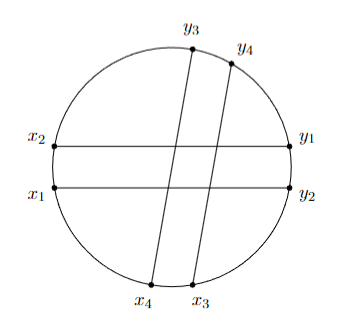 y₃
y₄
x₂
y₁
x₁
y₂
x₄
x₃